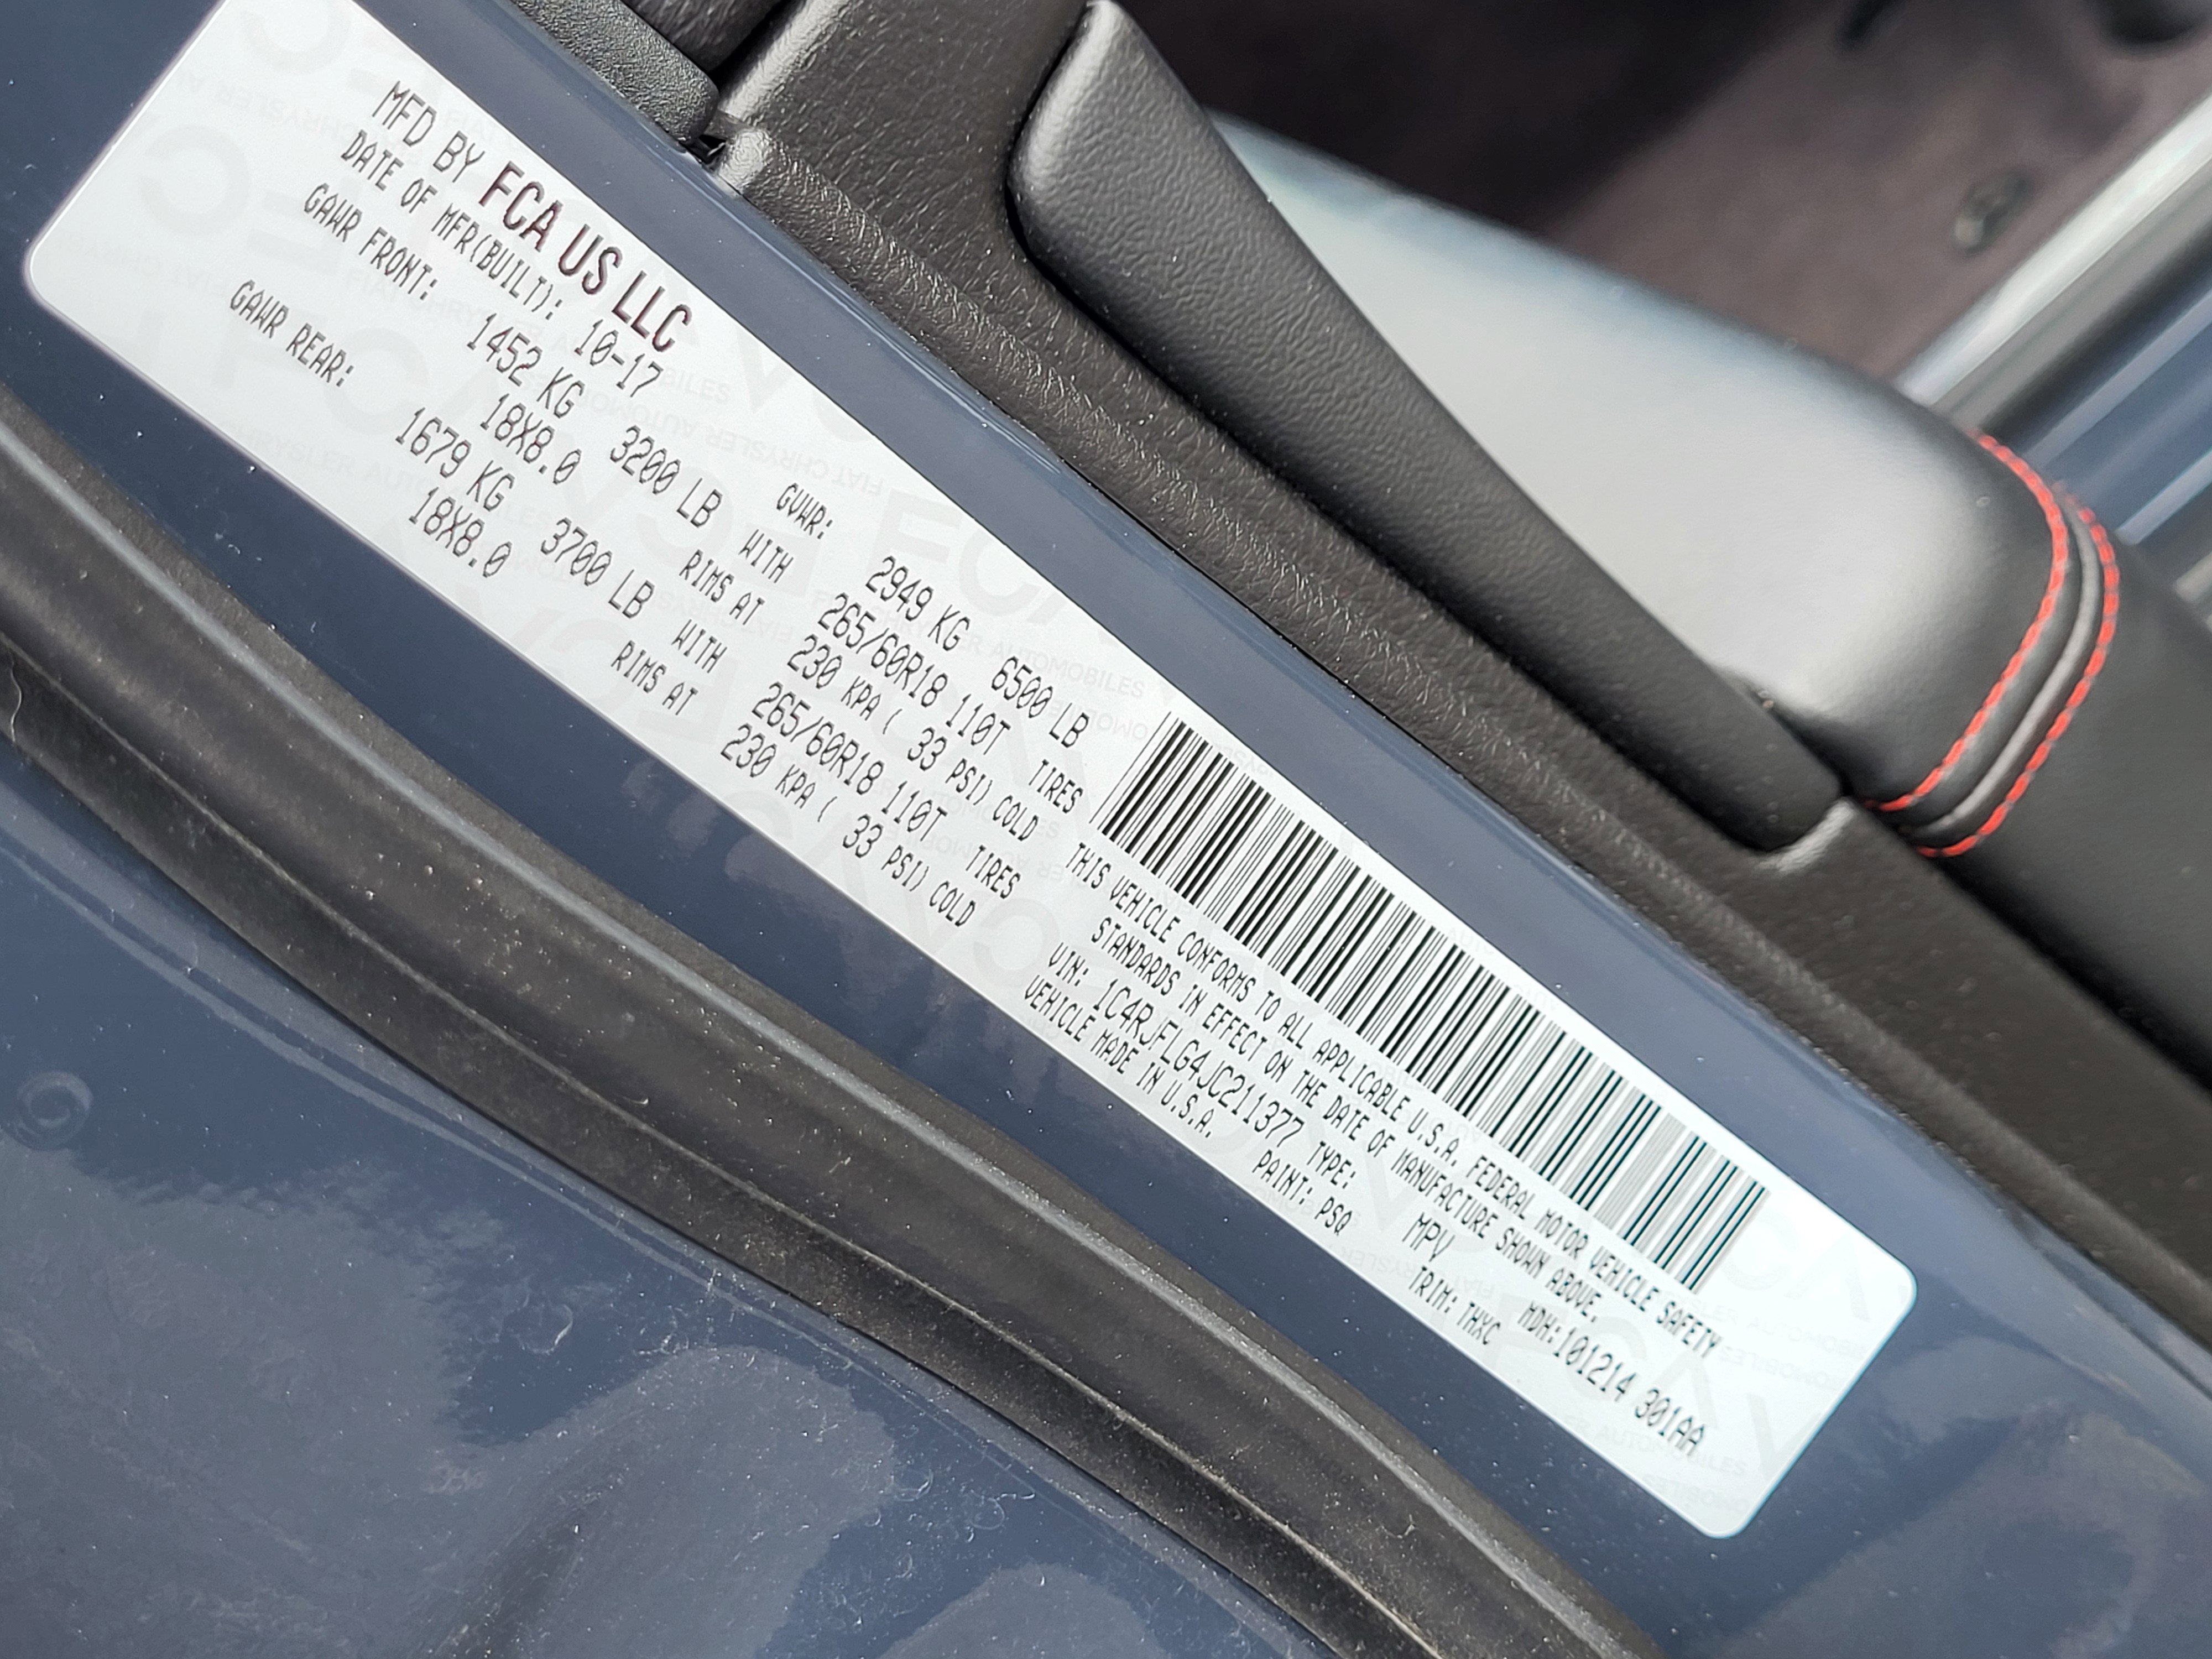 MFD BY FCA US LLC
DATE OF MFR(BUILT): 10-17 GVWR: 2949 KG 6500 LB
GAWR FRONT: 1452 KG 3200 LB WITH 265/60R18 110T TIRES
18X8.0 RIMS AT 230 KPA ( 33 PSI) COLD
GAWR REAR: 1679 KG 3700 LB WITH 265/60R18 110T TIRES
18X8.0 RIMS AT 230 KPA ( 33 PSI) COLD
THIS VEHICLE CONFORMS TO ALL APPLICABLE U.S.A. FEDERAL MOTOR VEHICLE SAFETY
STANDARDS IN EFFECT ON THE DATE OF MANUFACTURE SHOWN ABOVE.
VIN: 1C4RJFLG4JC211377 TYPE: MPV MDH:101214 301AA
VEHICLE MADE IN U.S.A. PAINT: PSQ TRIM: THXC